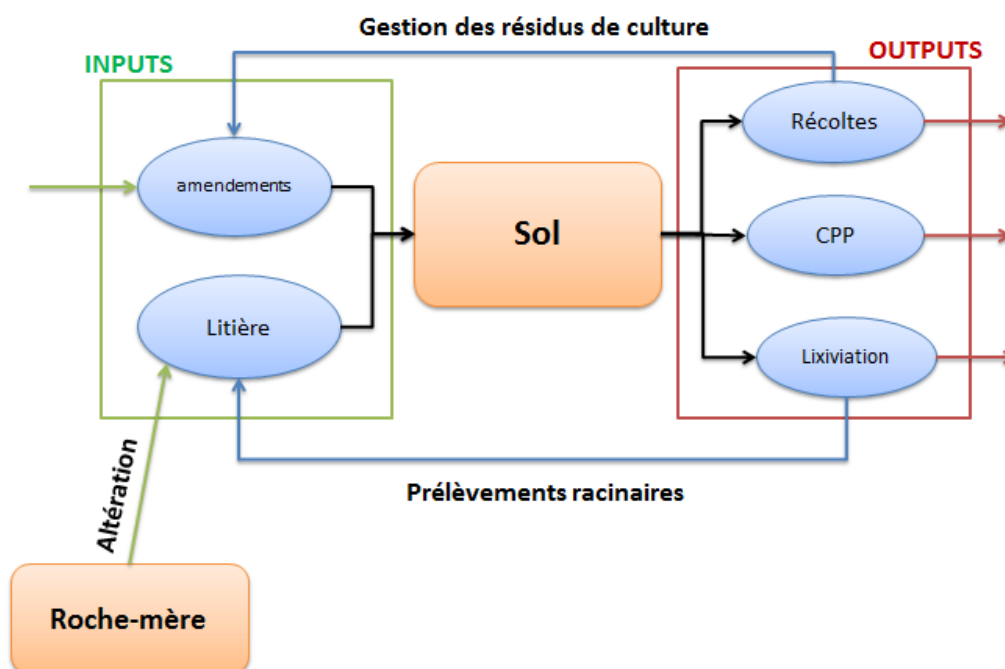 Gestion des résidus de culture
INPUTS
OUTPUTS
Récoltes
amendements
Sol
CPP
Litière
Lixiviation
Altération
Prélèvements racinaires
Roche-mère